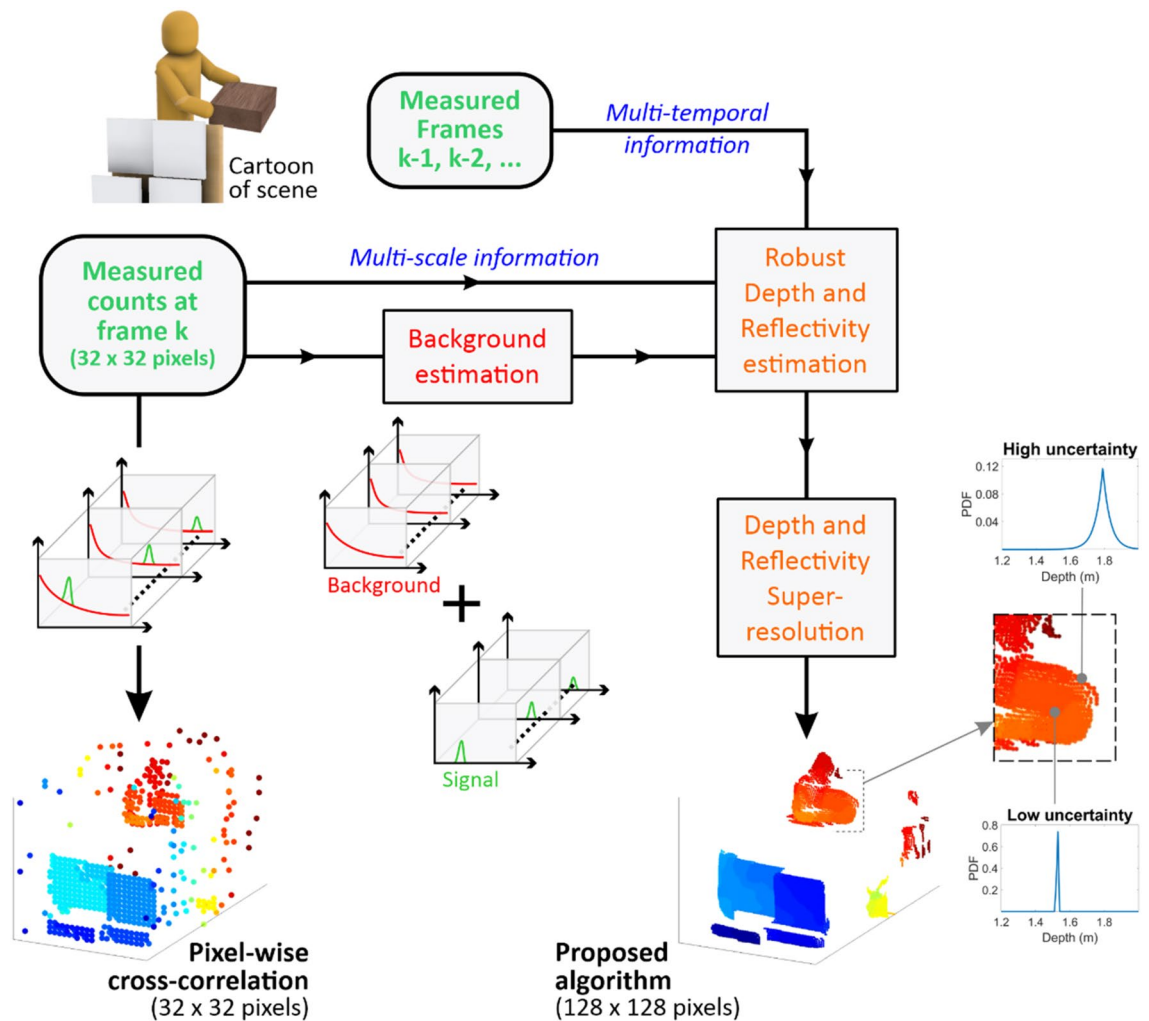 Cartoon
of scene
Measured
Frames
k-1, k-2, ...
Multi-temporal
information
Measured
counts at
frame k
(32 x 32 pixels)
Multi-scale information
Background
estimation
Robust
Depth and
Reflectivity
estimation
Background
+
Signal
Depth and
Reflectivity
Super-
resolution
High uncertainty
PDF
0.12
0.08
0.04
1.2 1.4 1.6 1.8
Depth (m)
Low uncertainty
PDF
0.8
0.6
0.4
0.2
1.2 1.4 1.6 1.8
Depth (m)
Pixel-wise
cross-correlation
(32 x 32 pixels)
Proposed
algorithm
(128 x 128 pixels)